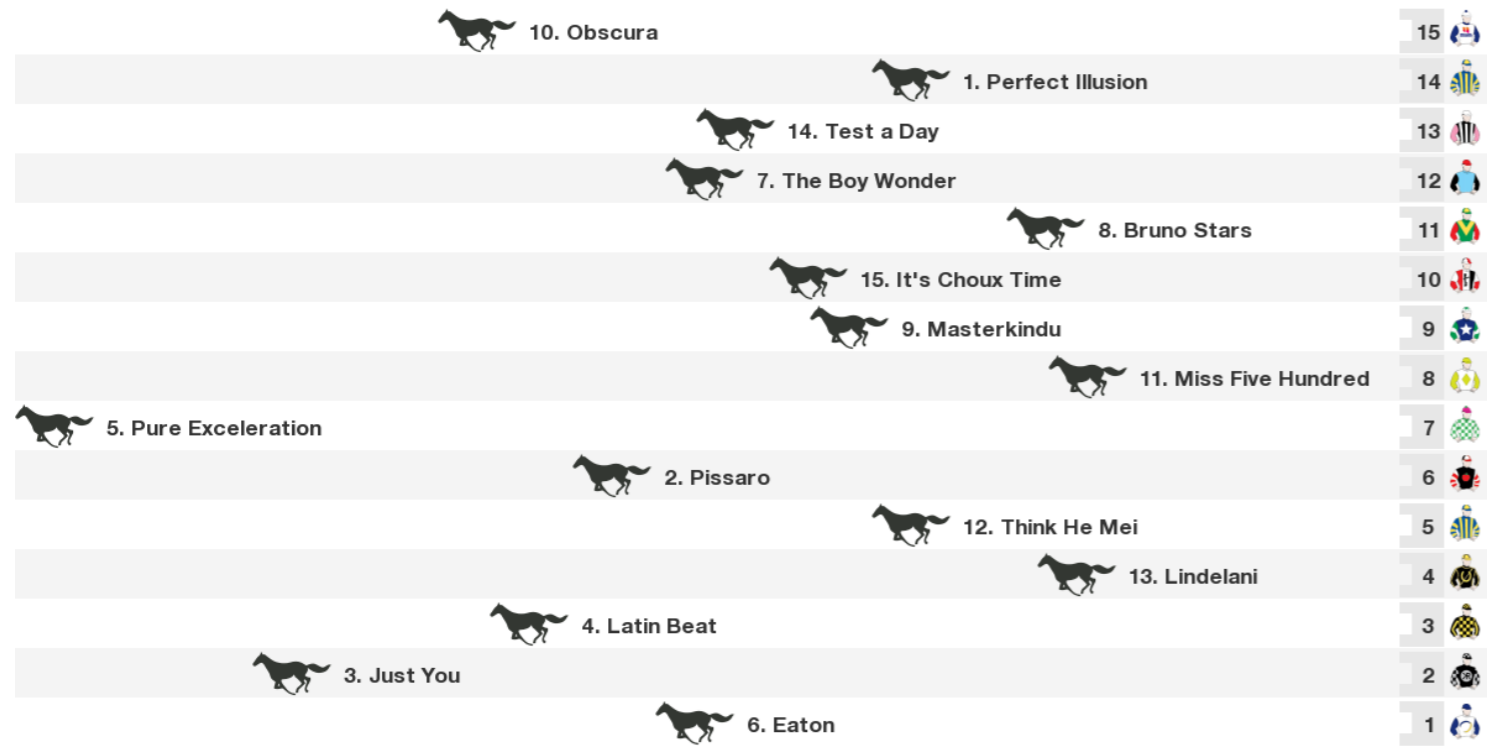 10. Obscura 15
1. Perfect Illusion 14
14. Test a Day 13
7. The Boy Wonder 12
8. Bruno Stars 11
15. It's Choux Time 10
9. Masterkindu 9
11. Miss Five Hundred 8
5. Pure Exceleration 7
2. Pissaro 6
12. Think He Mei 5
13. Lindelani 4
4. Latin Beat 3
3. Just You 2
6. Eaton 1